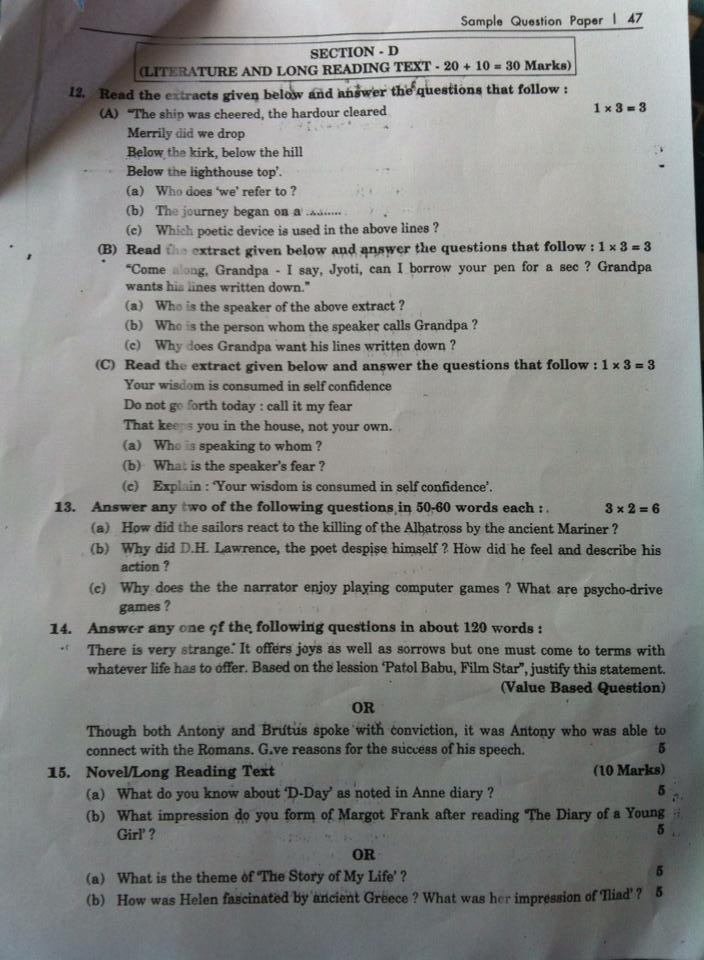 Sample Question Paper | 47
SECTION - D
(LITERATURE AND LONG READING TEXT - 20 + 10 = 30 Marks)
12. Read the extracts given below and answer the questions that follow :
(A) "The ship was cheered, the hardour cleared 1 × 3 = 3
Merrily did we drop
Below the kirk, below the hill
Below the lighthouse top'.
(a) Who does 'we' refer to ?
(b) The journey began on a ..........
(c) Which poetic device is used in the above lines ?
(B) Read the extract given below and answer the questions that follow : 1 × 3 = 3
"Come along, Grandpa - I say, Jyoti, can I borrow your pen for a sec ? Grandpa
wants his lines written down."
(a) Who is the speaker of the above extract ?
(b) Who is the person whom the speaker calls Grandpa ?
(c) Why does Grandpa want his lines written down ?
(C) Read the extract given below and answer the questions that follow : 1 × 3 = 3
Your wisdom is consumed in self confidence
Do not go forth today : call it my fear
That keeps you in the house, not your own.
(a) Who is speaking to whom ?
(b) What is the speaker's fear ?
(c) Explain : 'Your wisdom is consumed in self confidence'.
13. Answer any two of the following questions in 50-60 words each : 3 × 2 = 6
(a) How did the sailors react to the killing of the Albatross by the ancient Mariner ?
(b) Why did D.H. Lawrence, the poet despise himself ? How did he feel and describe his
action ?
(c) Why does the the narrator enjoy playing computer games ? What are psycho-drive
games ?
14. Answer any one of the following questions in about 120 words :
There is very strange. It offers joys as well as sorrows but one must come to terms with
whatever life has to offer. Based on the lession 'Patol Babu, Film Star", justify this statement.
(Value Based Question)
OR
Though both Antony and Brutus spoke with conviction, it was Antony who was able to
connect with the Romans. Give reasons for the success of his speech. 5
15. Novel/Long Reading Text (10 Marks)
(a) What do you know about 'D-Day' as noted in Anne diary ? 5
(b) What impression do you form of Margot Frank after reading 'The Diary of a Young
Girl' ? 5
OR
(a) What is the theme of 'The Story of My Life' ? 5
(b) How was Helen fascinated by ancient Greece ? What was her impression of 'Iliad' ? 5